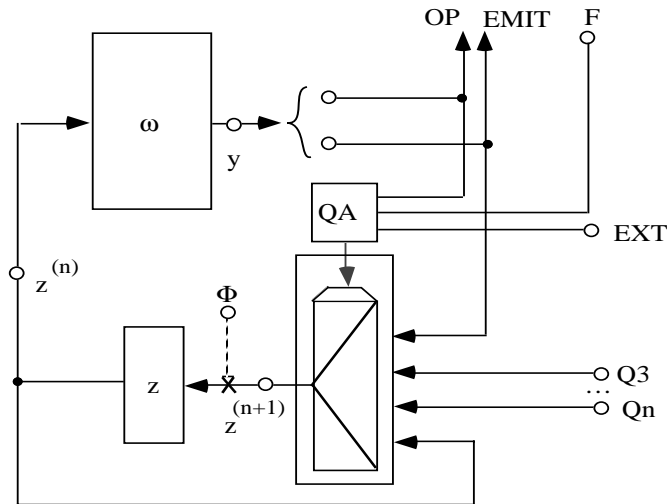 OP EMIT F
ω
y
QA
EXT
z (n)
Φ
z
z (n+1)
Q3
...
Qn